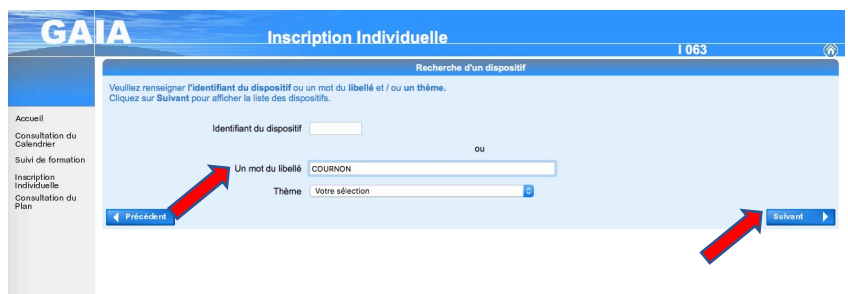 GAIA
Inscription Individuelle
I 063
Recherche d'un dispositif
Veuillez renseigner l'identifiant du dispositif ou un mot du libellé et / ou un thème.
Cliquez sur Suivant pour afficher la liste des dispositifs.
Accueil
Consultation du
Calendrier
Suivi de formation
Inscription
Individuelle
Consultation du
Plan
Identifiant du dispositif
ou
Un mot du libellé COURNON
Thème Votre sélection
Précédent
Suivant